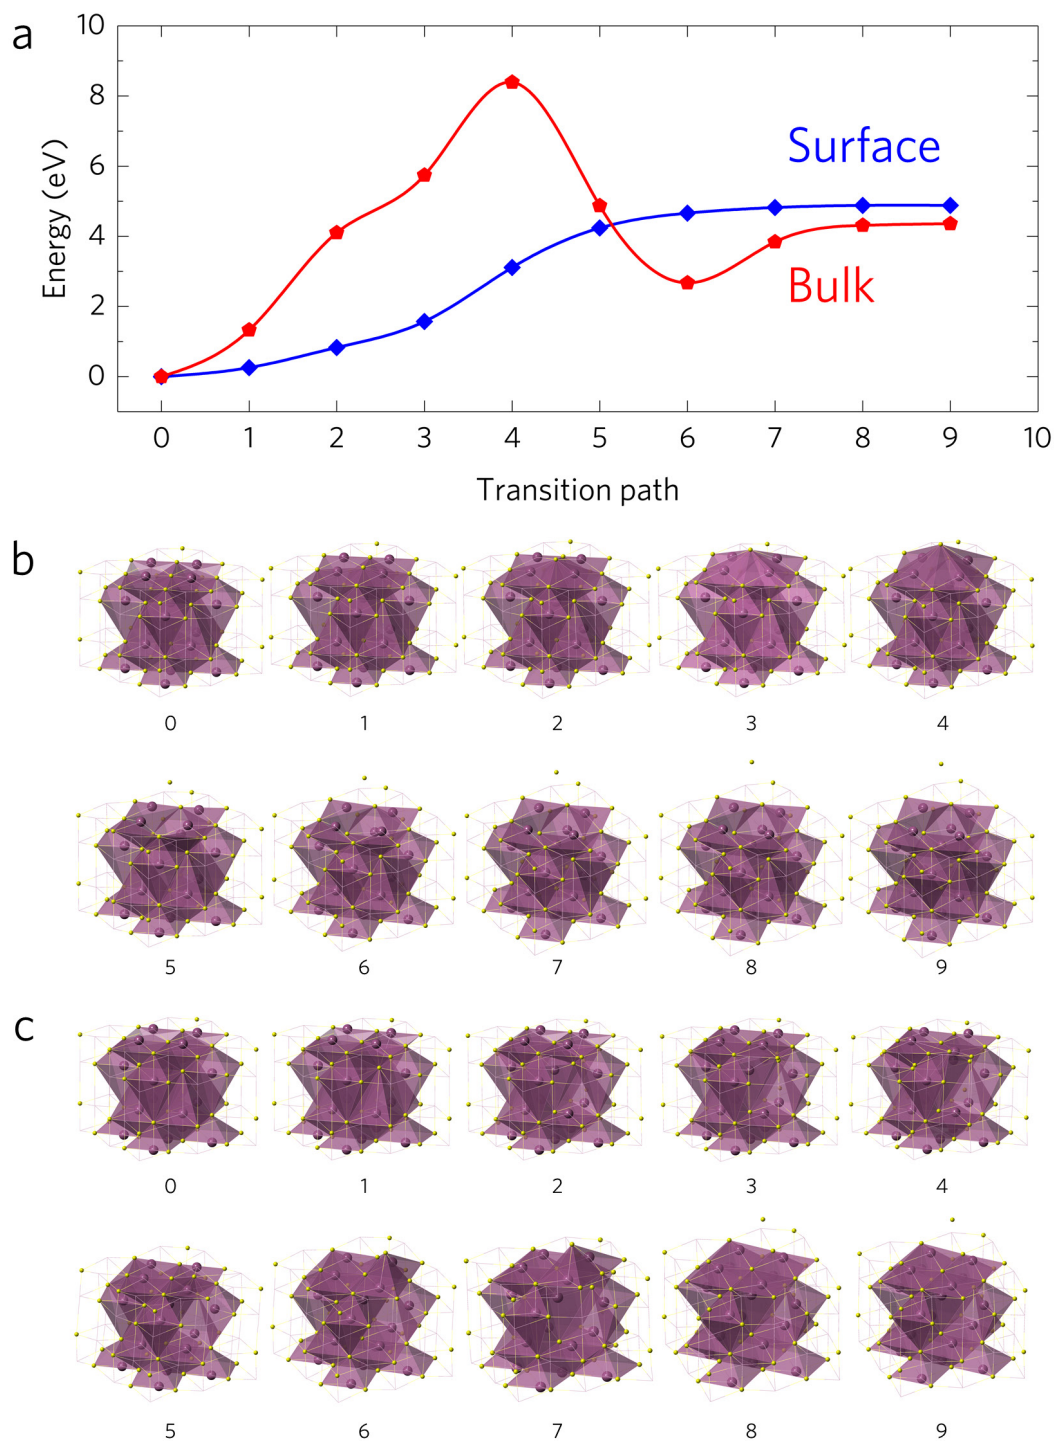 a
Energy (eV)
10
8
6
4
2
0
Surface
Bulk
0 1 2 3 4 5 6 7 8 9 10
Transition path
b
0 1 2 3 4
5 6 7 8 9
c
0 1 2 3 4
5 6 7 8 9